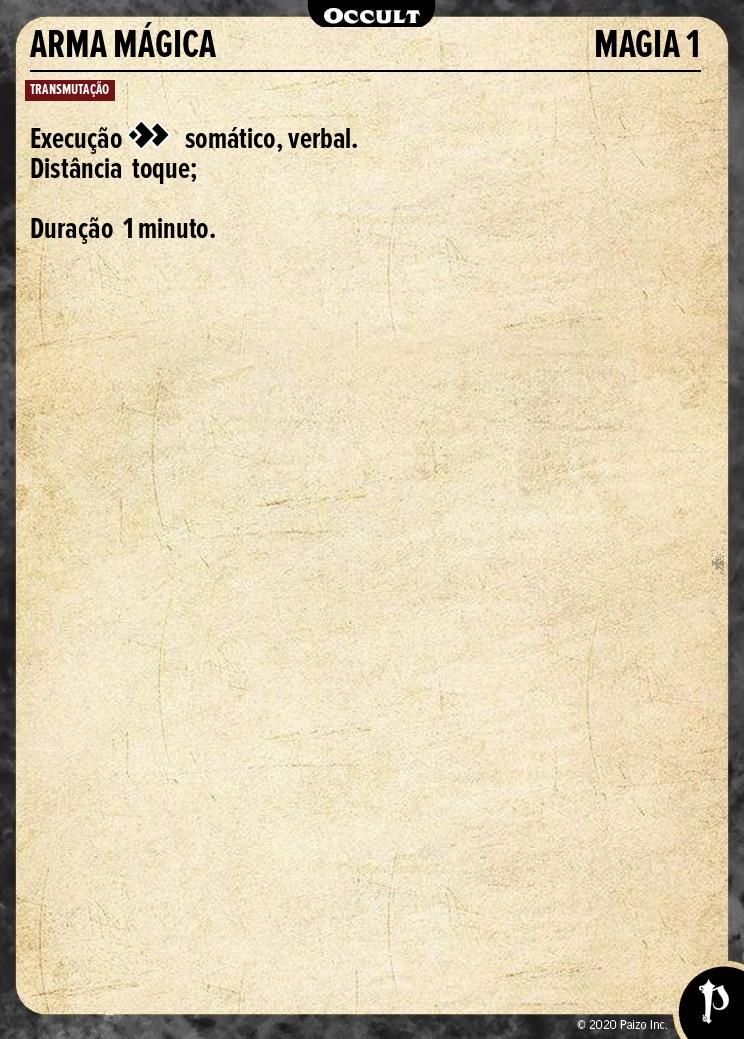 OCCULT
ARMA MÁGICA MAGIA 1
TRANSMUTAÇÃO
Execução somático, verbal.
Distância toque;
Duração 1 minuto.
© 2020 Paizo Inc.
P